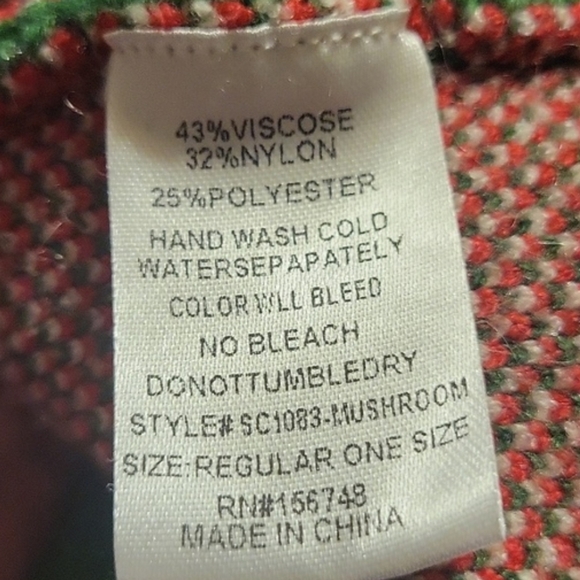 43%VISCOSE
32%NYLON
25%POLYESTER
HAND WASH COLD
WATERSEPAPATELY
COLOR WLL BLEED
NO BLEACH
DONOTTUMBLEDRY
STYLE# SC1083-MUSHROOM
SIZE:REGULAR ONE SIZE
RN#156748
MADE IN CHINA